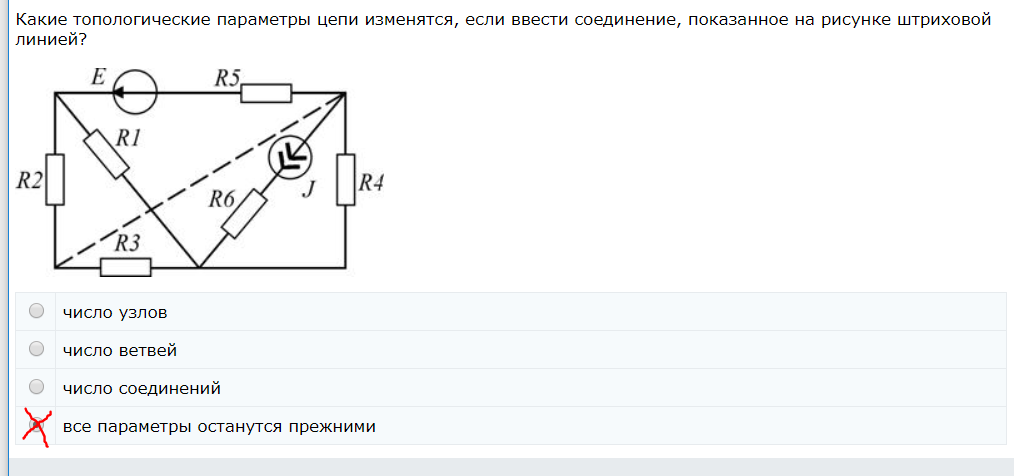 Какие топологические параметры цепи изменятся, если ввести соединение, показанное на рисунке штриховой
линией?
E R5
R1
R2 R6 J R4
R3
число узлов
число ветвей
число соединений
все параметры останутся прежними